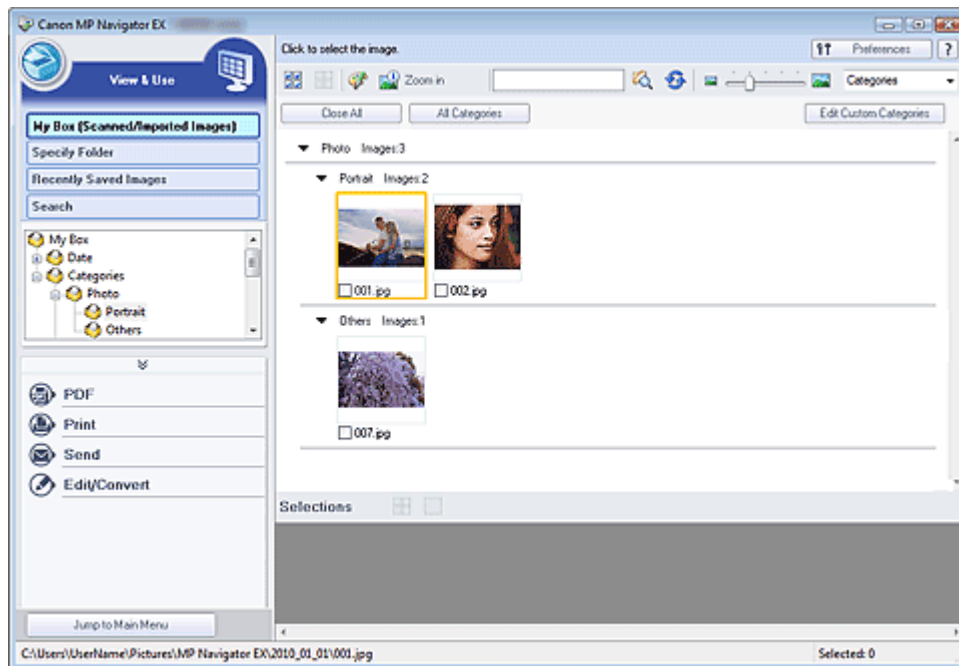 Canon MP Navigator EX
View & Use
My Box (Scanned/Imported Images)
Specify Folder
Recently Saved Images
Search
My Box
Date
Categories
Photo
Portrait
Others
PDF
Print
Send
Edit/Convert
Jump to Main Menu
Click to select the image.
Preferences
?
Zoom in
Categories
Close All
All Categories
Edit Custom Categories
Photo Images:3
Portrait Images:2
001.jpg
002.jpg
Others Images:1
007.jpg
Selections
C:\Users\UserName\Pictures\MP Navigator EX\2010_01_01\001.jpg
Selected: 0